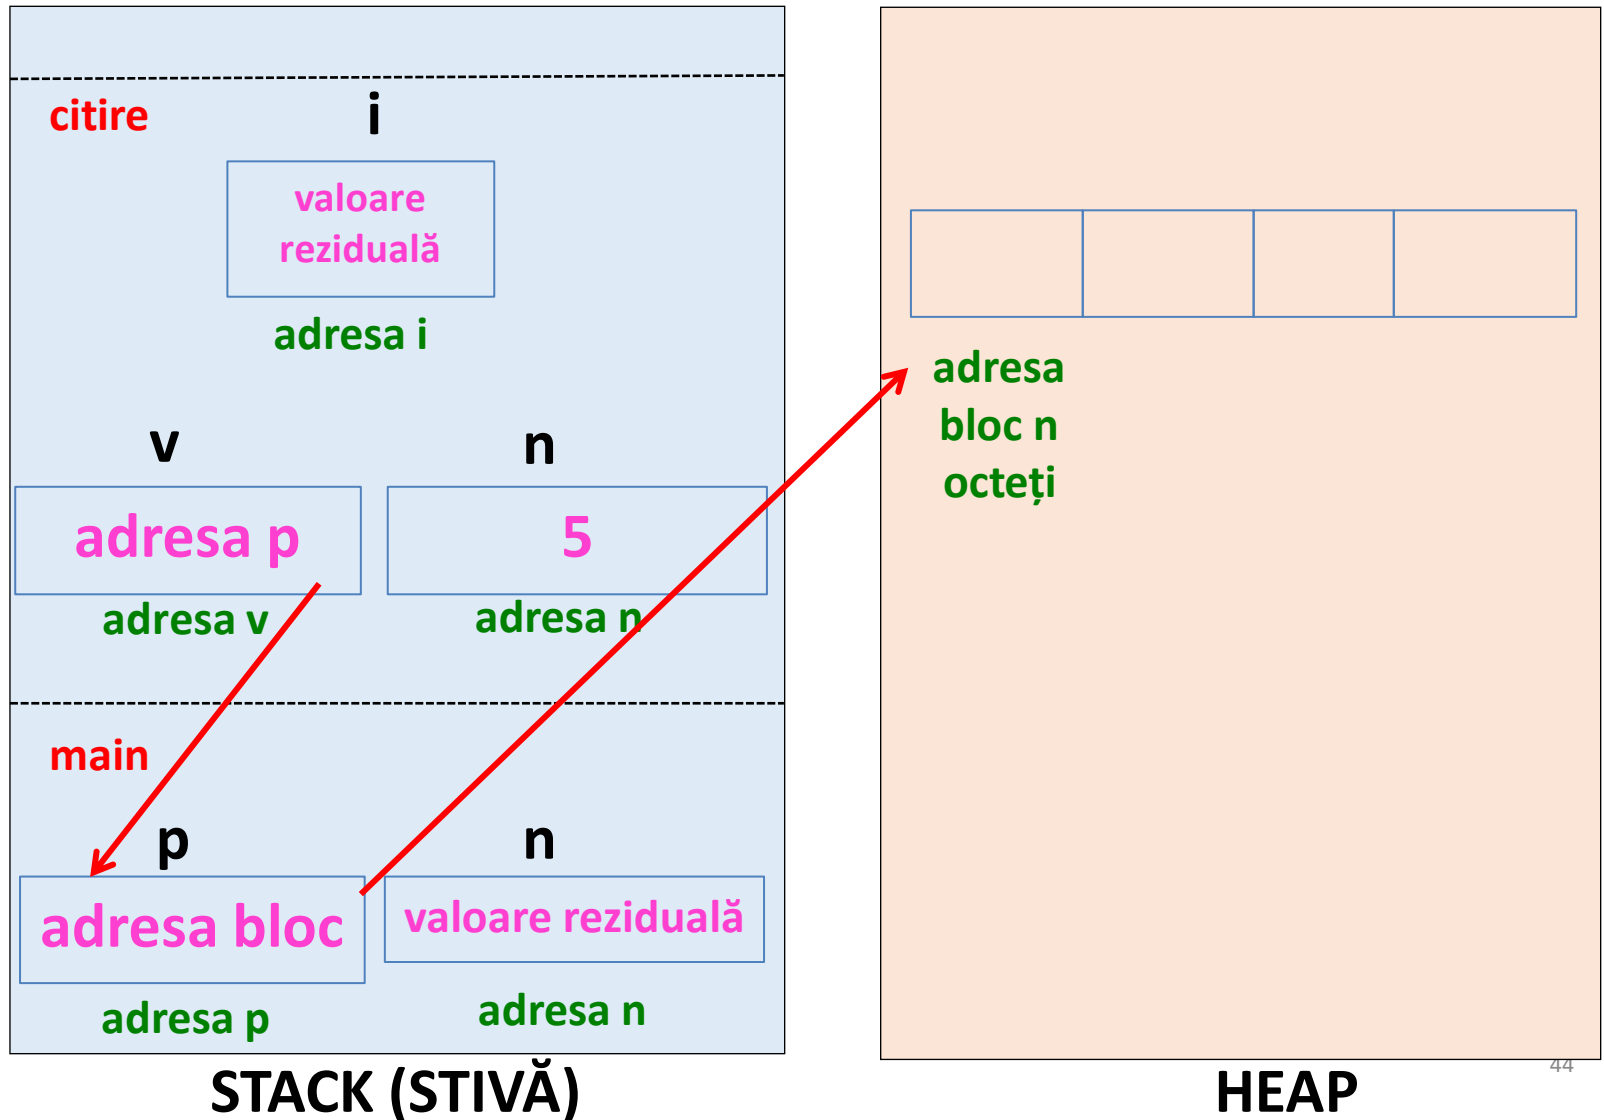 citire
i
valoare
reziduală
adresa i
v
n
adresa p
5
adresa v
adresa n
main
p
n
adresa bloc
valoare reziduală
adresa p
adresa n
STACK (STIVĂ)
adresa
bloc n
octeți
44
HEAP